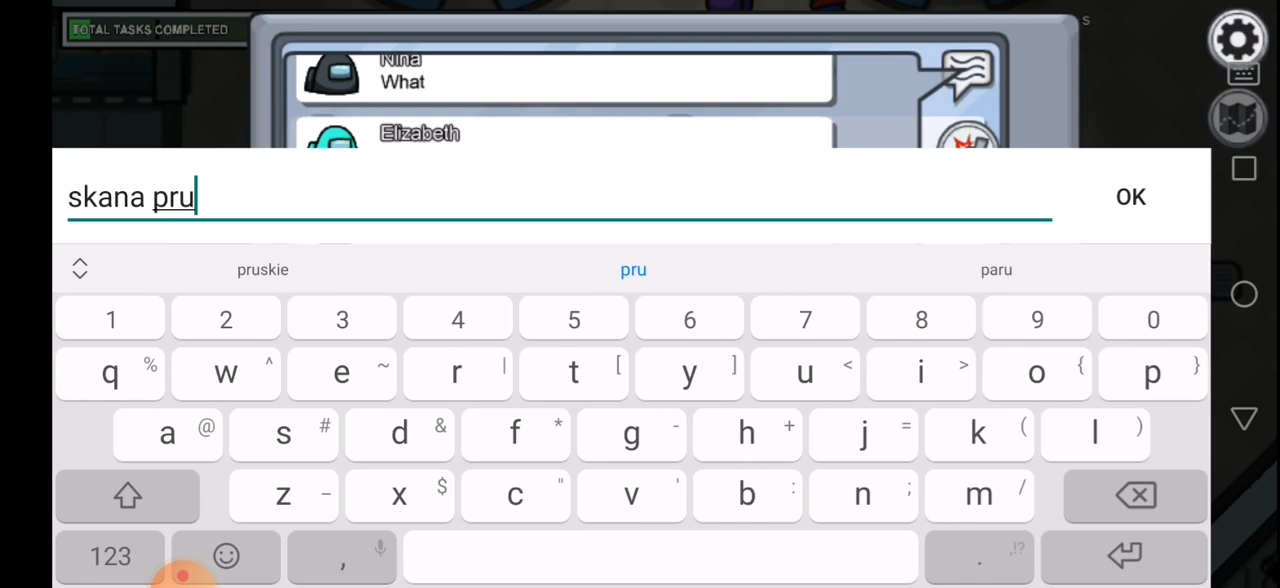 TOTAL TASKS COMPLETED
S
Nina
What
Elizabeth
skana pru
OK
pruskie pru paru
1 2 3 4 5 6 7 8 9 0
q % w ^ e ~ r | t [ y ] u < i > o { p }
a @ s # d & f * g - h + j = k ( l )
z – x $ c " v ' b : n ; m /
123 , . ,!?